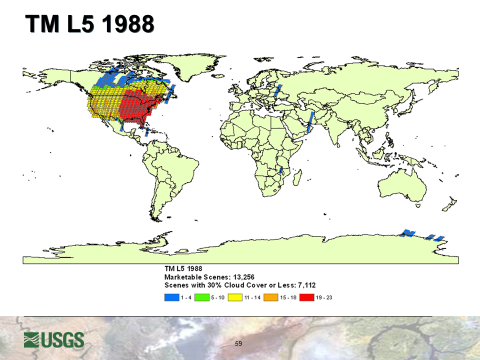 TM L5 1988
TM L5 1988
Marketable Scenes: 13,256
Scenes with 30% Cloud Cover or Less: 7,112
1 - 4 5 - 10 11 - 14 15 - 18 19 - 23
USGS
59